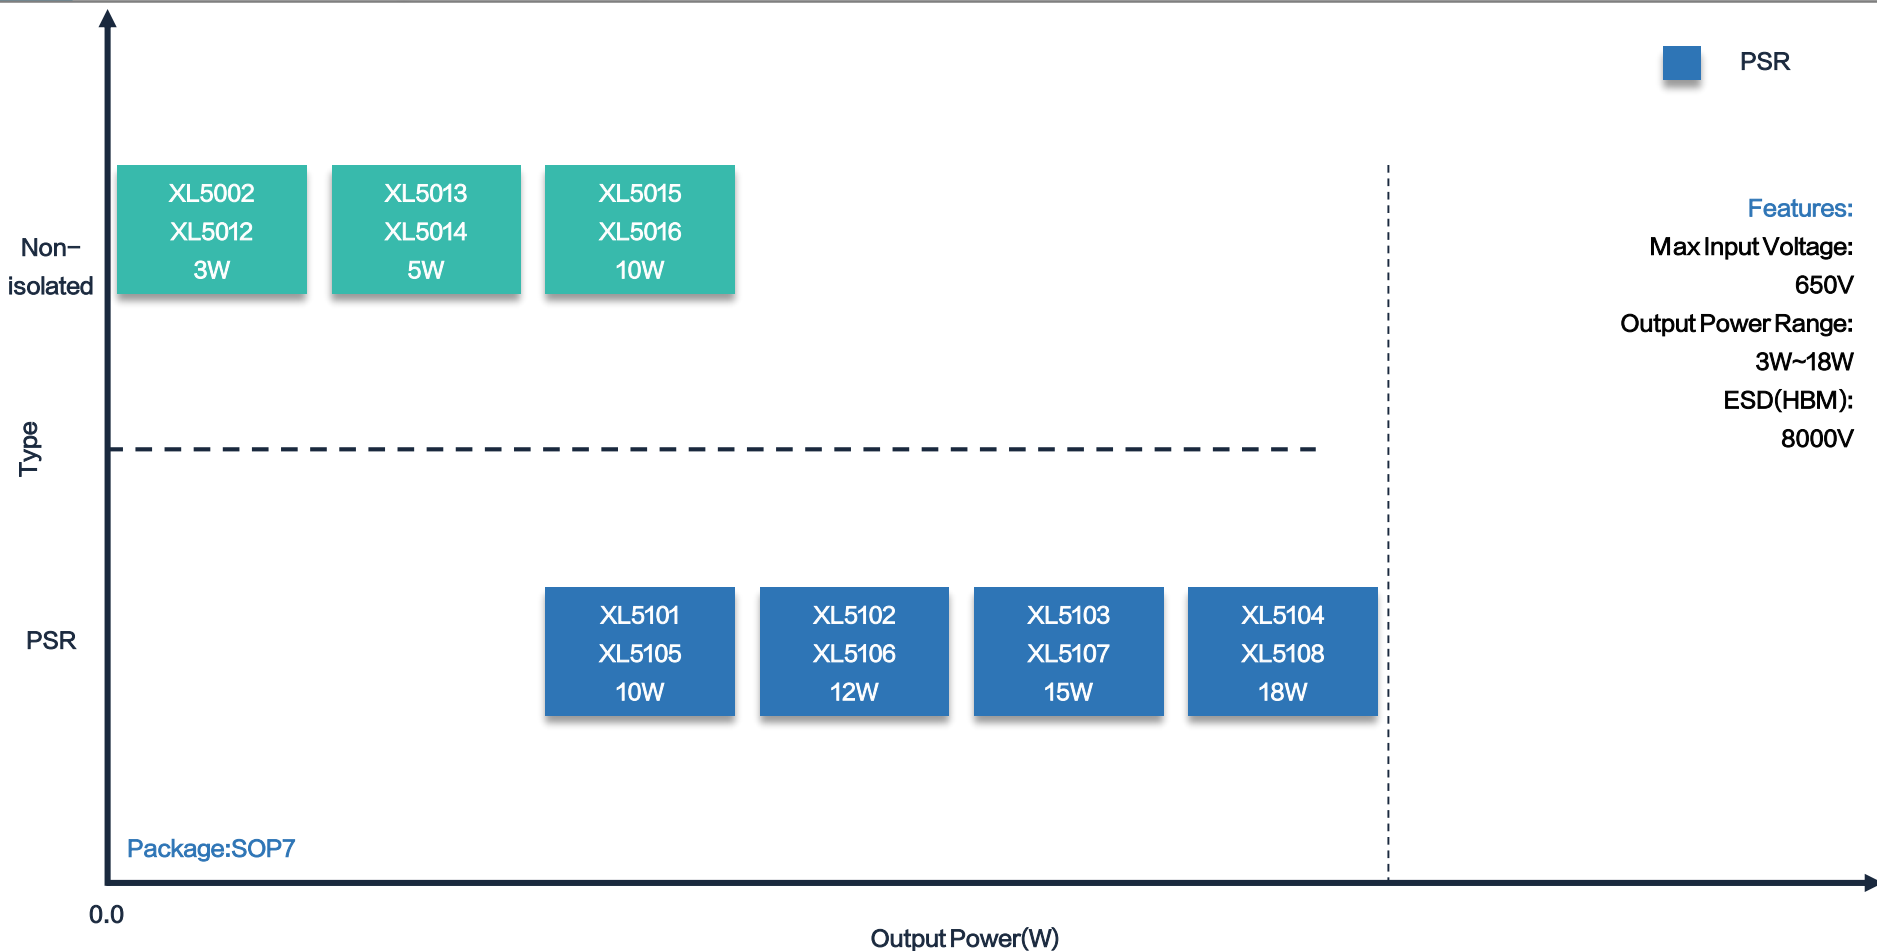 PSR
XL5002
XL5012
3W
XL5013
XL5014
5W
XL5015
XL5016
10W
Non-
isolated
Features:
Max Input Voltage:
650V
Output Power Range:
3W~18W
ESD(HBM):
8000V
Type
PSR
XL5101
XL5105
10W
XL5102
XL5106
12W
XL5103
XL5107
15W
XL5104
XL5108
18W
Package:SOP7
0.0
Output Power(W)